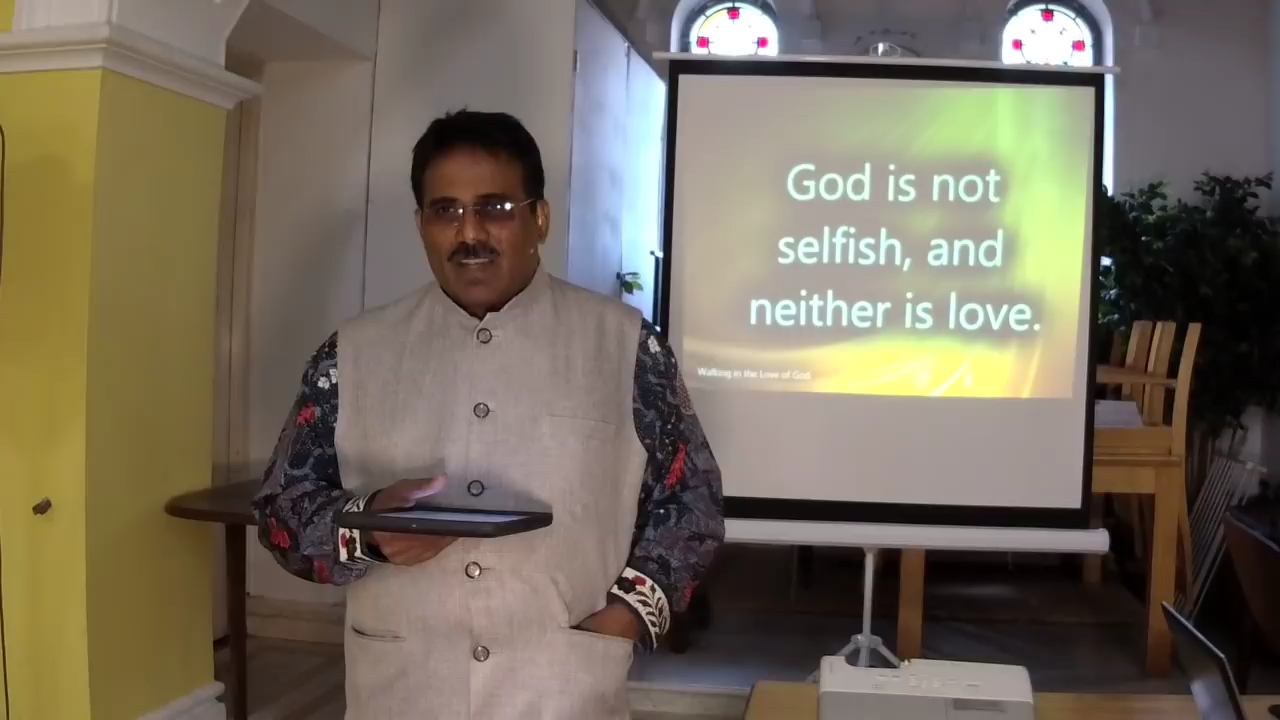 God is not
selfish, and
neither is love.
Walking in the Love of God